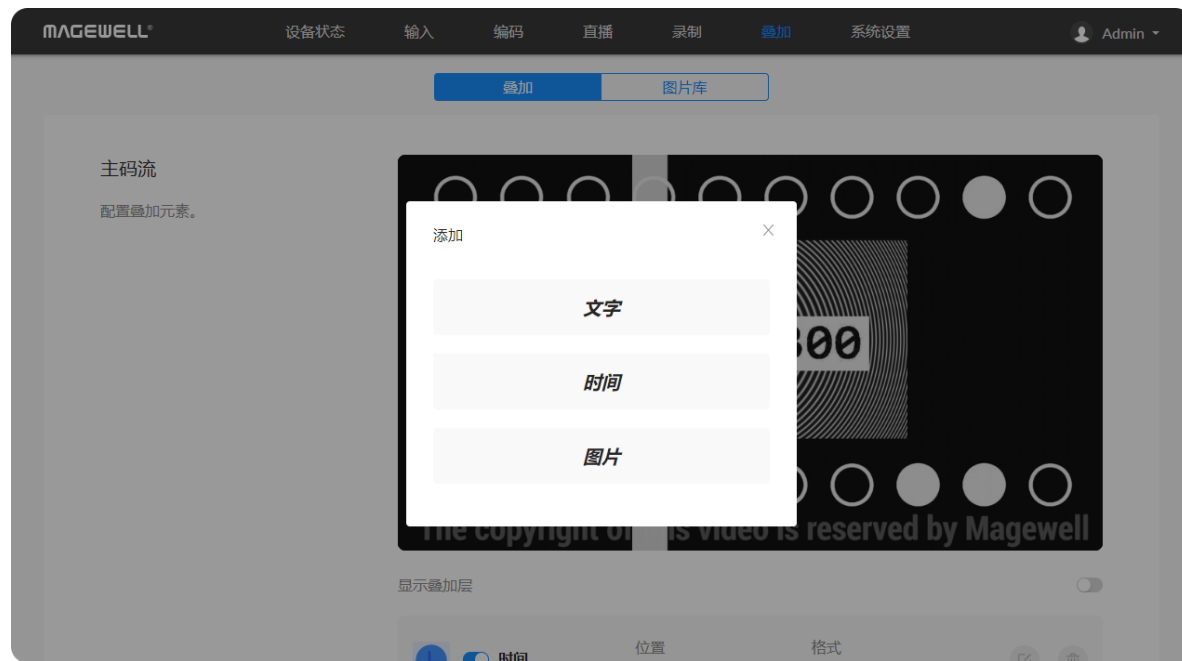 MAGEWELL®
设备状态 输入 编码 直播 录制 叠加 系统设置 Admin
叠加 图片库
主码流
配置叠加元素。
添加
文字
时间
图片
The copyright of this video is reserved by Magewell
显示叠加层
时间 位置 格式